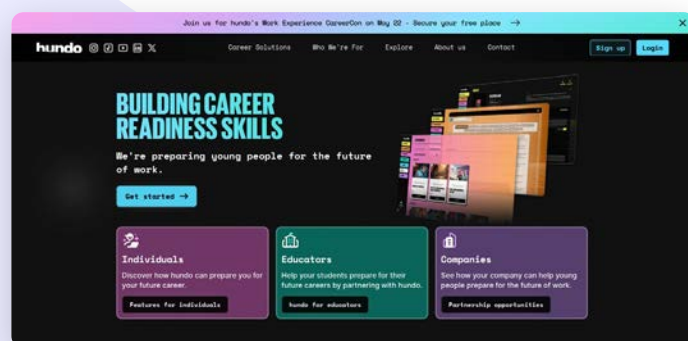 Join us for hundo's Work Experience CareerCon on May 22 - Secure your free place →
hundo
Career Solutions Who We're For Explore About us Contact
Sign up Login
BUILDING CAREER
READINESS SKILLS
We're preparing young people for the future
of work.
Get started →
Individuals
Discover how hundo can prepare you for
your future career.
Features for individuals
Educators
Help your students prepare for their
future careers by partnering with hundo.
hundo for educators
Companies
See how your company can help young
people prepare for the future of work.
Partnership opportunities